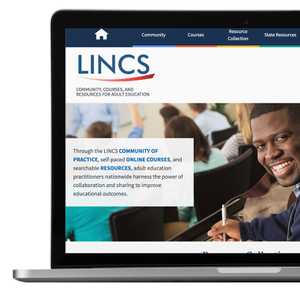 Community
Courses
Resource
Collection
State Resources
LINCS
COMMUNITY, COURSES, AND
RESOURCES FOR ADULT EDUCATION
Through the LINCS COMMUNITY OF
PRACTICE, self-paced ONLINE COURSES, and
searchable RESOURCES, adult education
practitioners nationwide harness the power of
collaboration and sharing to improve
educational outcomes.